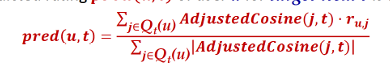 pred(u, t) = ∑_{j∈Q_t(u)} AdjustedCosine(j, t) · r_{u,j} / ∑_{j∈Q_t(u)} |AdjustedCosine(j, t)|